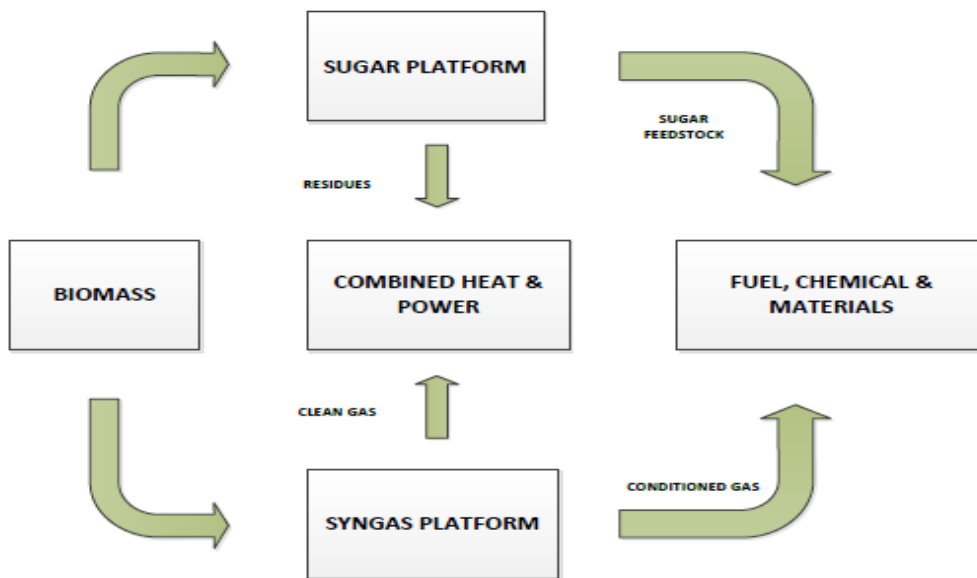 SUGAR PLATFORM
SUGAR
FEEDSTOCK
RESIDUES
BIOMASS
COMBINED HEAT &
POWER
FUEL, CHEMICAL &
MATERIALS
CLEAN GAS
CONDITIONED GAS
SYNGAS PLATFORM